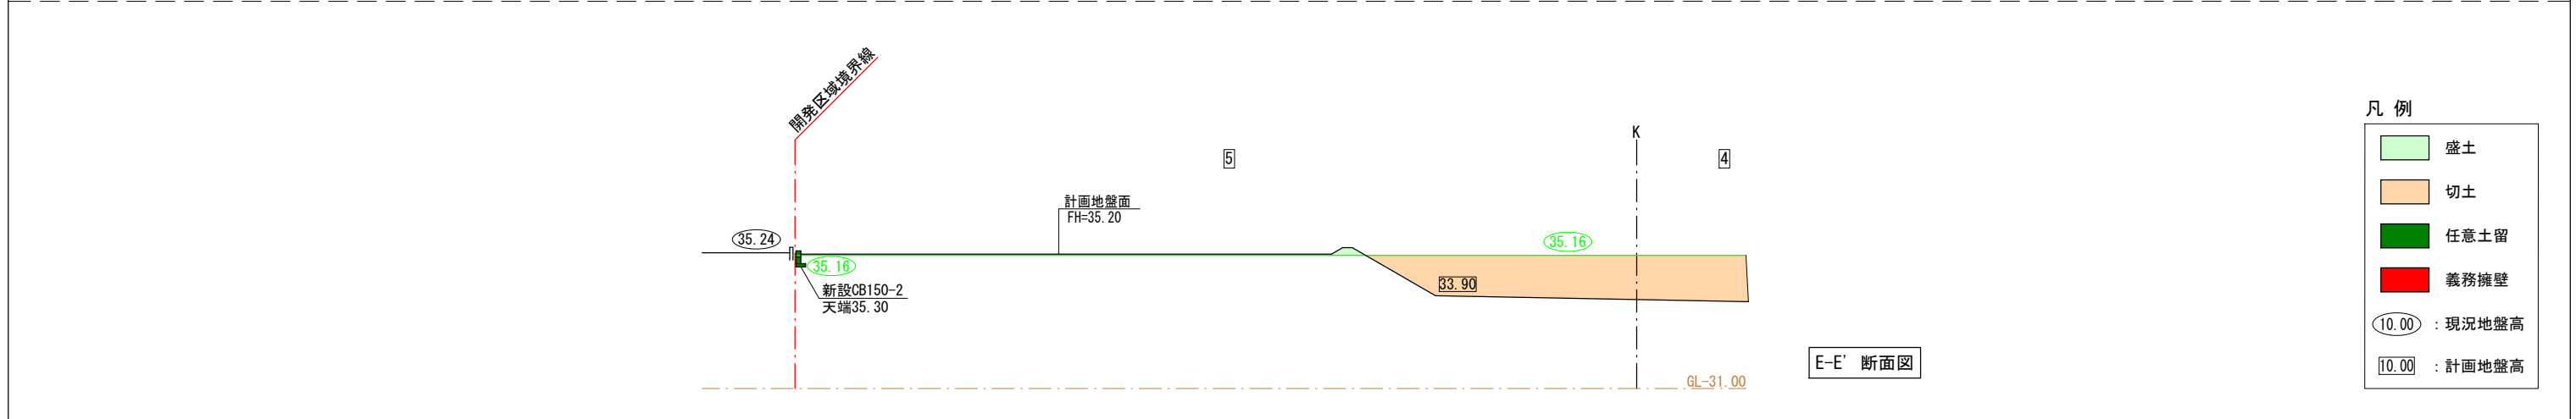 開発区域境界線
K
5
4
計画地盤面
FH=35.20
35.24
35.16
35.16
新設CB150-2
天端35.30
33.90
GL-31.00
E-E' 断面図
凡 例
盛土
切土
任意土留
義務擁壁
10.00 : 現況地盤高
10.00 : 計画地盤高